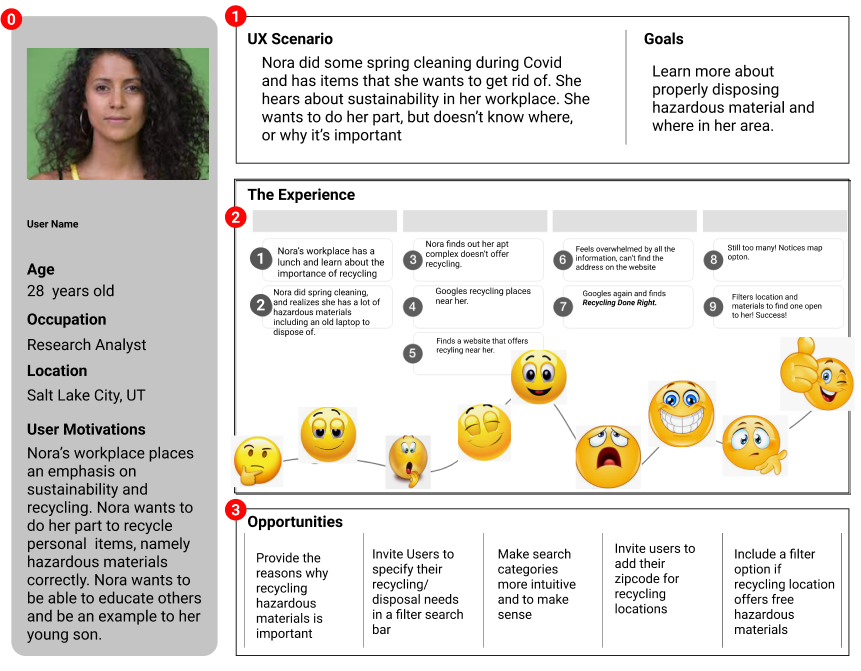 0
User Name
Age
28 years old
Occupation
Research Analyst
Location
Salt Lake City, UT
User Motivations
Nora's workplace places
an emphasis on
sustainability and
recycling. Nora wants to
do her part to recycle
personal items, namely
hazardous materials
correctly. Nora wants to
be able to educate others
and be an example to her
young son.
1
UX Scenario
Nora did some spring cleaning during Covid
and has items that she wants to get rid of. She
hears about sustainability in her workplace. She
wants to do her part, but doesn't know where,
or why it's important
Goals
Learn more about
properly disposing
hazardous material and
where in her area.
2
The Experience
1
Nora's workplace has a
lunch and learn about the
importance of recycling
2
Nora did spring cleaning,
and realizes she has a lot of
hazardous materials
including an old laptop to
dispose of.
3
Nora finds out her apt
complex doesn't offer
recycling.
4
Googles recycling places
near her.
5
Finds a website that offers
recyling near her.
6
Feels overwhelmed by all the
information, can't find the
address on the website
7
Googles again and finds
Recycling Done Right.
8
Still too many! Notices map
opton.
9
Filters location and
materials to find one open
to her! Success!
3
Opportunities
Provide the
reasons why
recycling
hazardous
materials is
important
Invite Users to
specify their
recycling/
disposal needs
in a filter search
bar
Make search
categories
more intuitive
and to make
sense
Invite users to
add their
zipcode for
recycling
locations
Include a filter
option if
recycling location
offers free
hazardous
materials